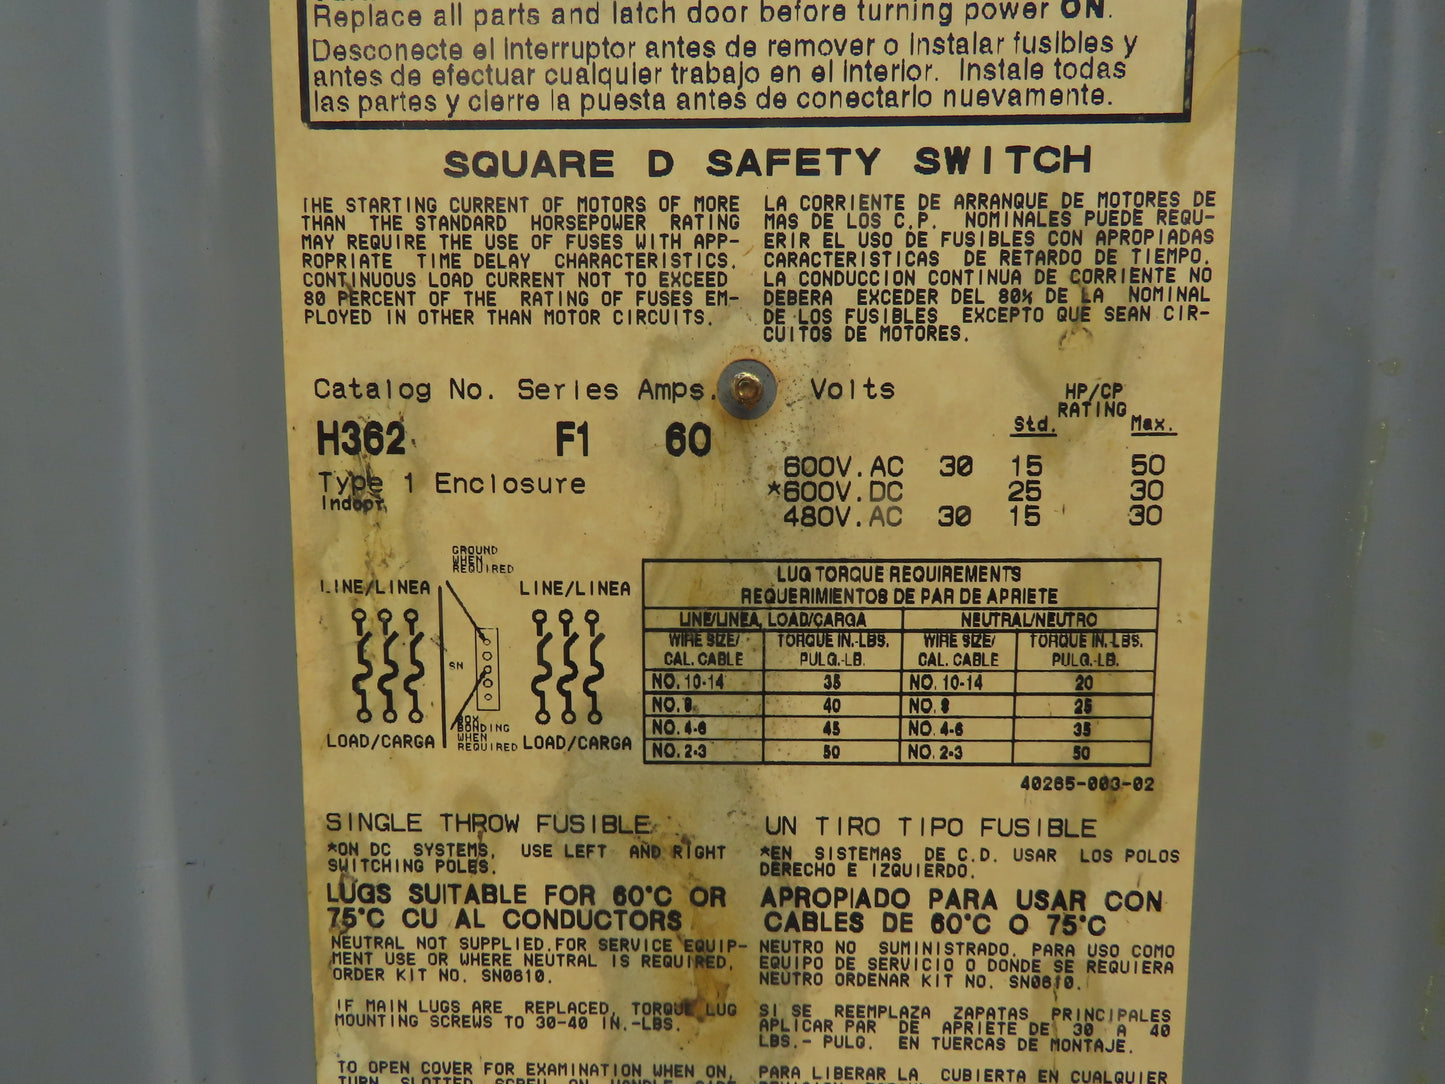 Replace all parts and latch door before turning power ON.
Desconecte el interruptor antes de remover o instalar fusibles y
antes de efectuar cualquier trabajo en el interior. Instale todas
las partes y cierre la puesta antes de conectarlo nuevamente.
SQUARE D SAFETY SWITCH
THE STARTING CURRENT OF MOTORS OF MORE
THAN THE STANDARD HORSEPOWER RATING
MAY REQUIRE THE USE OF FUSES WITH APP-
ROPRIATE TIME DELAY CHARACTERISTICS.
CONTINUOUS LOAD CURRENT NOT TO EXCEED
80 PERCENT OF THE RATING OF FUSES EM-
PLOYED IN OTHER THAN MOTOR CIRCUITS.
LA CORRIENTE DE ARRANQUE DE MOTORES DE
MAS DE LOS C.P. NOMINALES PUEDE REQU-
ERIR EL USO DE FUSIBLES CON APROPIADAS
CARACTERISTICAS DE RETARDO DE TIEMPO.
LA CONDUCCION CONTINUA DE CORRIENTE NO
DEBERA EXCEDER DEL 80% DE LA NOMINAL
DE LOS FUSIBLES EXCEPTO QUE SEAN CIR-
CUITOS DE MOTORES.
Catalog No. Series Amps. Volts HP/CP
RATING
Std. Max.
H362 F1 60
Type 1 Enclosure
Indoor
600V.AC 30 15 50
*600V.DC 25 30
480V.AC 30 15 30
GROUND
WHEN
REQUIRED
LINE/LINEA LINE/LINEA
SN
BOX
BONDING
WHEN
REQUIRED
LOAD/CARGA LOAD/CARGA
LUG TORQUE REQUIREMENTS
REQUERIMIENTOS DE PAR DE APRIETE
LINE/LINEA, LOAD/CARGA NEUTRAL/NEUTRO
WIRE SIZE/ TORQUE IN.-LBS. WIRE SIZE/ TORQUE IN.-LBS.
CAL. CABLE PULG.-LB. CAL. CABLE PULG.-LB.
NO. 10-14 35 NO. 10-14 20
NO. 8 40 NO. 8 25
NO. 4-6 45 NO. 4-6 35
NO. 2-3 50 NO. 2-3 50
40265-003-02
SINGLE THROW FUSIBLE
*ON DC SYSTEMS, USE LEFT AND RIGHT
SWITCHING POLES.
LUGS SUITABLE FOR 60°C OR
75°C CU AL CONDUCTORS
NEUTRAL NOT SUPPLIED.FOR SERVICE EQUIP-
MENT USE OR WHERE NEUTRAL IS REQUIRED,
ORDER KIT NO. SN0610.
IF MAIN LUGS ARE REPLACED, TORQUE LUG
MOUNTING SCREWS TO 30-40 IN.-LBS.
TO OPEN COVER FOR EXAMINATION WHEN ON,
TURN SLOTTED SCREW ON HANDLE SIDE
UN TIRO TIPO FUSIBLE
*EN SISTEMAS DE C.D. USAR LOS POLOS
DERECHO E IZQUIERDO.
APROPIADO PARA USAR CON
CABLES DE 60°C O 75°C
NEUTRO NO SUMINISTRADO. PARA USO COMO
EQUIPO DE SERVICIO O DONDE SE REQUIERA
NEUTRO ORDENAR KIT NO. SN0610.
SI SE REEMPLAZA ZAPATAS PRINCIPALES
APLICAR PAR DE APRIETE DE 30 A 40
LBS.- PULG. EN TUERCAS DE MONTAJE.
PARA LIBERAR LA CUBIERTA EN CUALQUIER